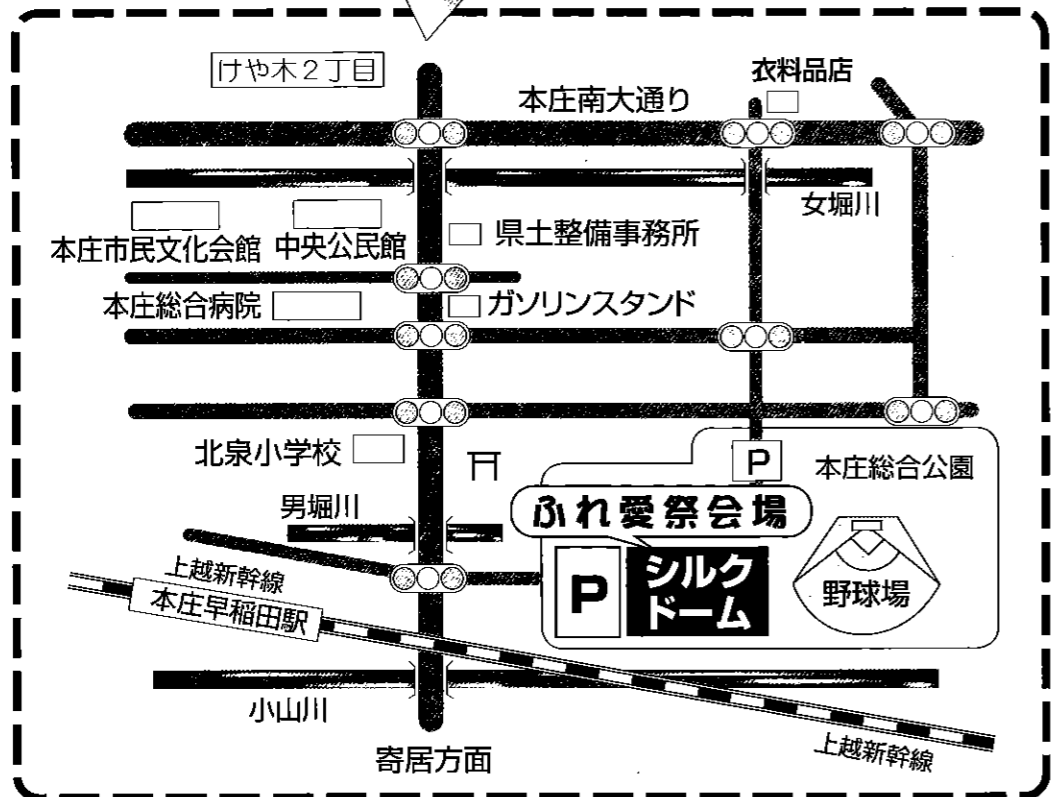 けや木2丁目
衣料品店
本庄南大通り
女堀川
本庄市民文化会館
中央公民館
県土整備事務所
本庄総合病院
ガソリンスタンド
北泉小学校
P
本庄総合公園
男堀川
ふれ愛祭会場
上越新幹線
本庄早稲田駅
P
シルク
ドーム
野球場
小山川
上越新幹線
寄居方面